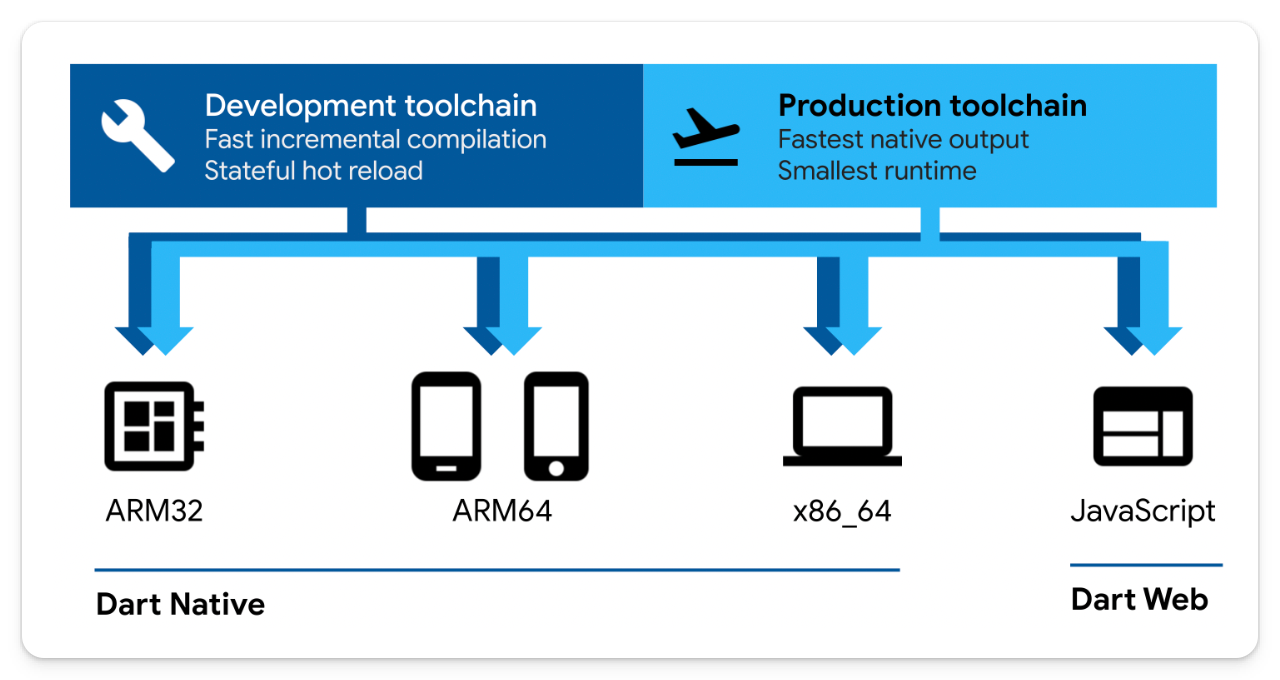 Development toolchain
Fast incremental compilation
Stateful hot reload
Production toolchain
Fastest native output
Smallest runtime
ARM32
ARM64
x86_64
JavaScript
Dart Native
Dart Web